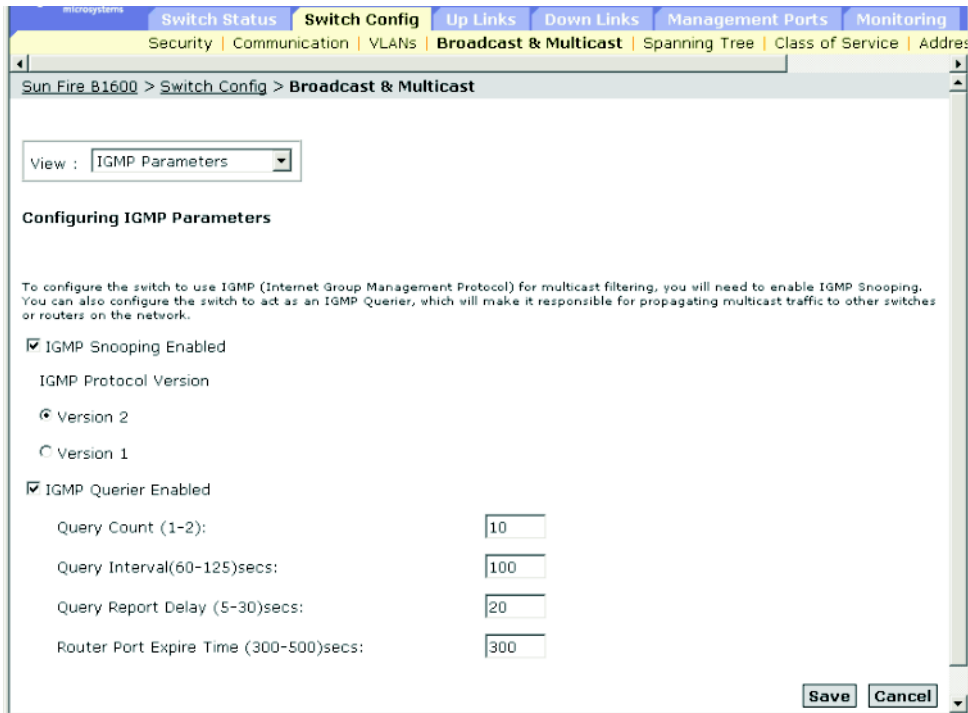 microsystems
Switch Status Switch Config Up Links Down Links Management Ports Monitoring
Security | Communication | VLANs | Broadcast & Multicast | Spanning Tree | Class of Service | Addres
Sun Fire B1600 > Switch Config > Broadcast & Multicast
View : IGMP Parameters
Configuring IGMP Parameters
To configure the switch to use IGMP (Internet Group Management Protocol) for multicast filtering, you will need to enable IGMP Snooping.
You can also configure the switch to act as an IGMP Querier, which will make it responsible for propagating multicast traffic to other switches
or routers on the network.
IGMP Snooping Enabled
IGMP Protocol Version
Version 2
Version 1
IGMP Querier Enabled
Query Count (1-2): 10
Query Interval(60-125)secs: 100
Query Report Delay (5-30)secs: 20
Router Port Expire Time (300-500)secs: 300
Save Cancel